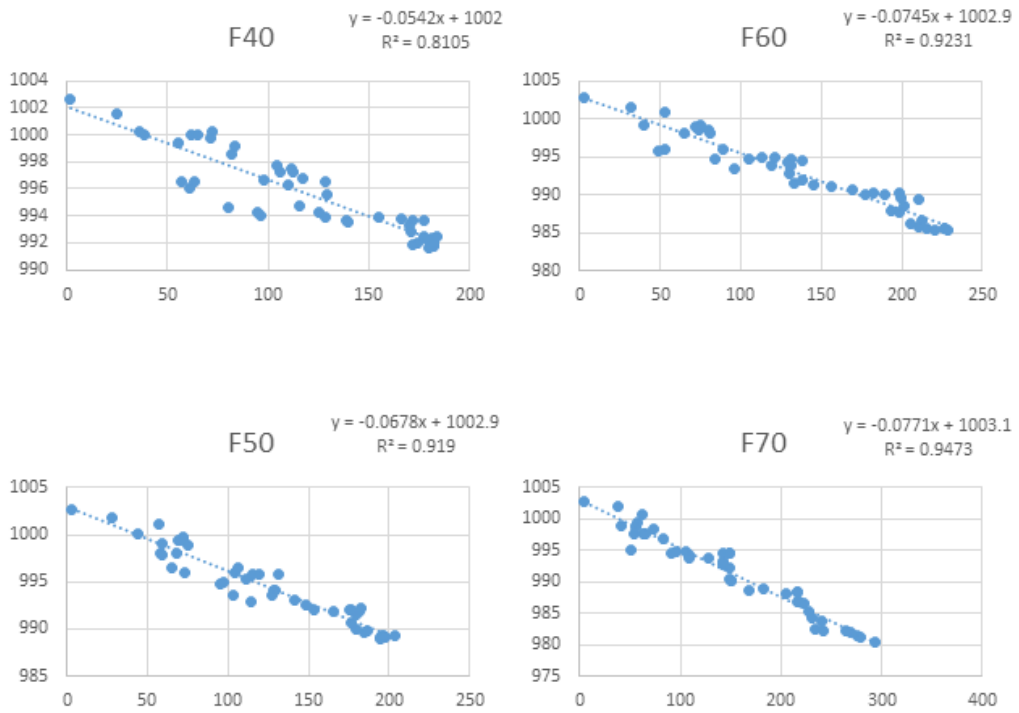 F40
y = -0.0542x + 1002
R² = 0.8105
1004
1002
1000
998
996
994
992
990
0 50 100 150 200
F60
y = -0.0745x + 1002.9
R² = 0.9231
1005
1000
995
990
985
980
0 50 100 150 200 250
F50
y = -0.0678x + 1002.9
R² = 0.919
1005
1000
995
990
985
0 50 100 150 200 250
F70
y = -0.0771x + 1003.1
R² = 0.9473
1005
1000
995
990
985
980
975
0 100 200 300 400